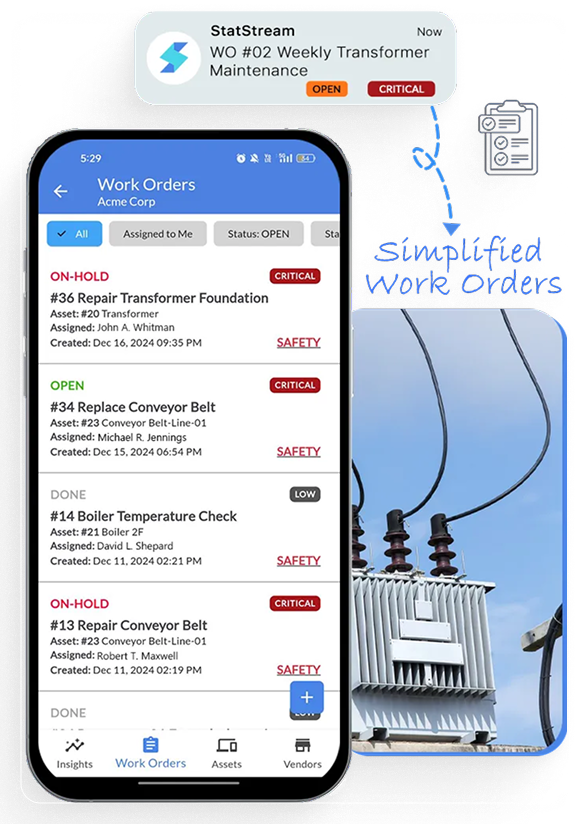 StatStream
Now
WO #02 Weekly Transformer
Maintenance
OPEN
CRITICAL
5:29
Work Orders
Acme Corp
All
Assigned to Me
Status: OPEN
Sta
Simplified
Work Orders
ON-HOLD
CRITICAL
#36 Repair Transformer Foundation
Asset: #20 Transformer
Assigned: John A. Whitman
Created: Dec 16, 2024 09:35 PM
SAFETY
OPEN
CRITICAL
#34 Replace Conveyor Belt
Asset: #23 Conveyor Belt-Line-01
Assigned: Michael R. Jennings
Created: Dec 15, 2024 06:54 PM
SAFETY
DONE
LOW
#14 Boiler Temperature Check
Asset: #21 Boiler 2F
Assigned: David L. Shepard
Created: Dec 11, 2024 02:21 PM
SAFETY
ON-HOLD
CRITICAL
#13 Repair Conveyor Belt
Asset: #23 Conveyor Belt-Line-01
Assigned: Robert T. Maxwell
Created: Dec 11, 2024 02:19 PM
SAFETY
+
DONE
LOW
Insights
Work Orders
Assets
Vendors